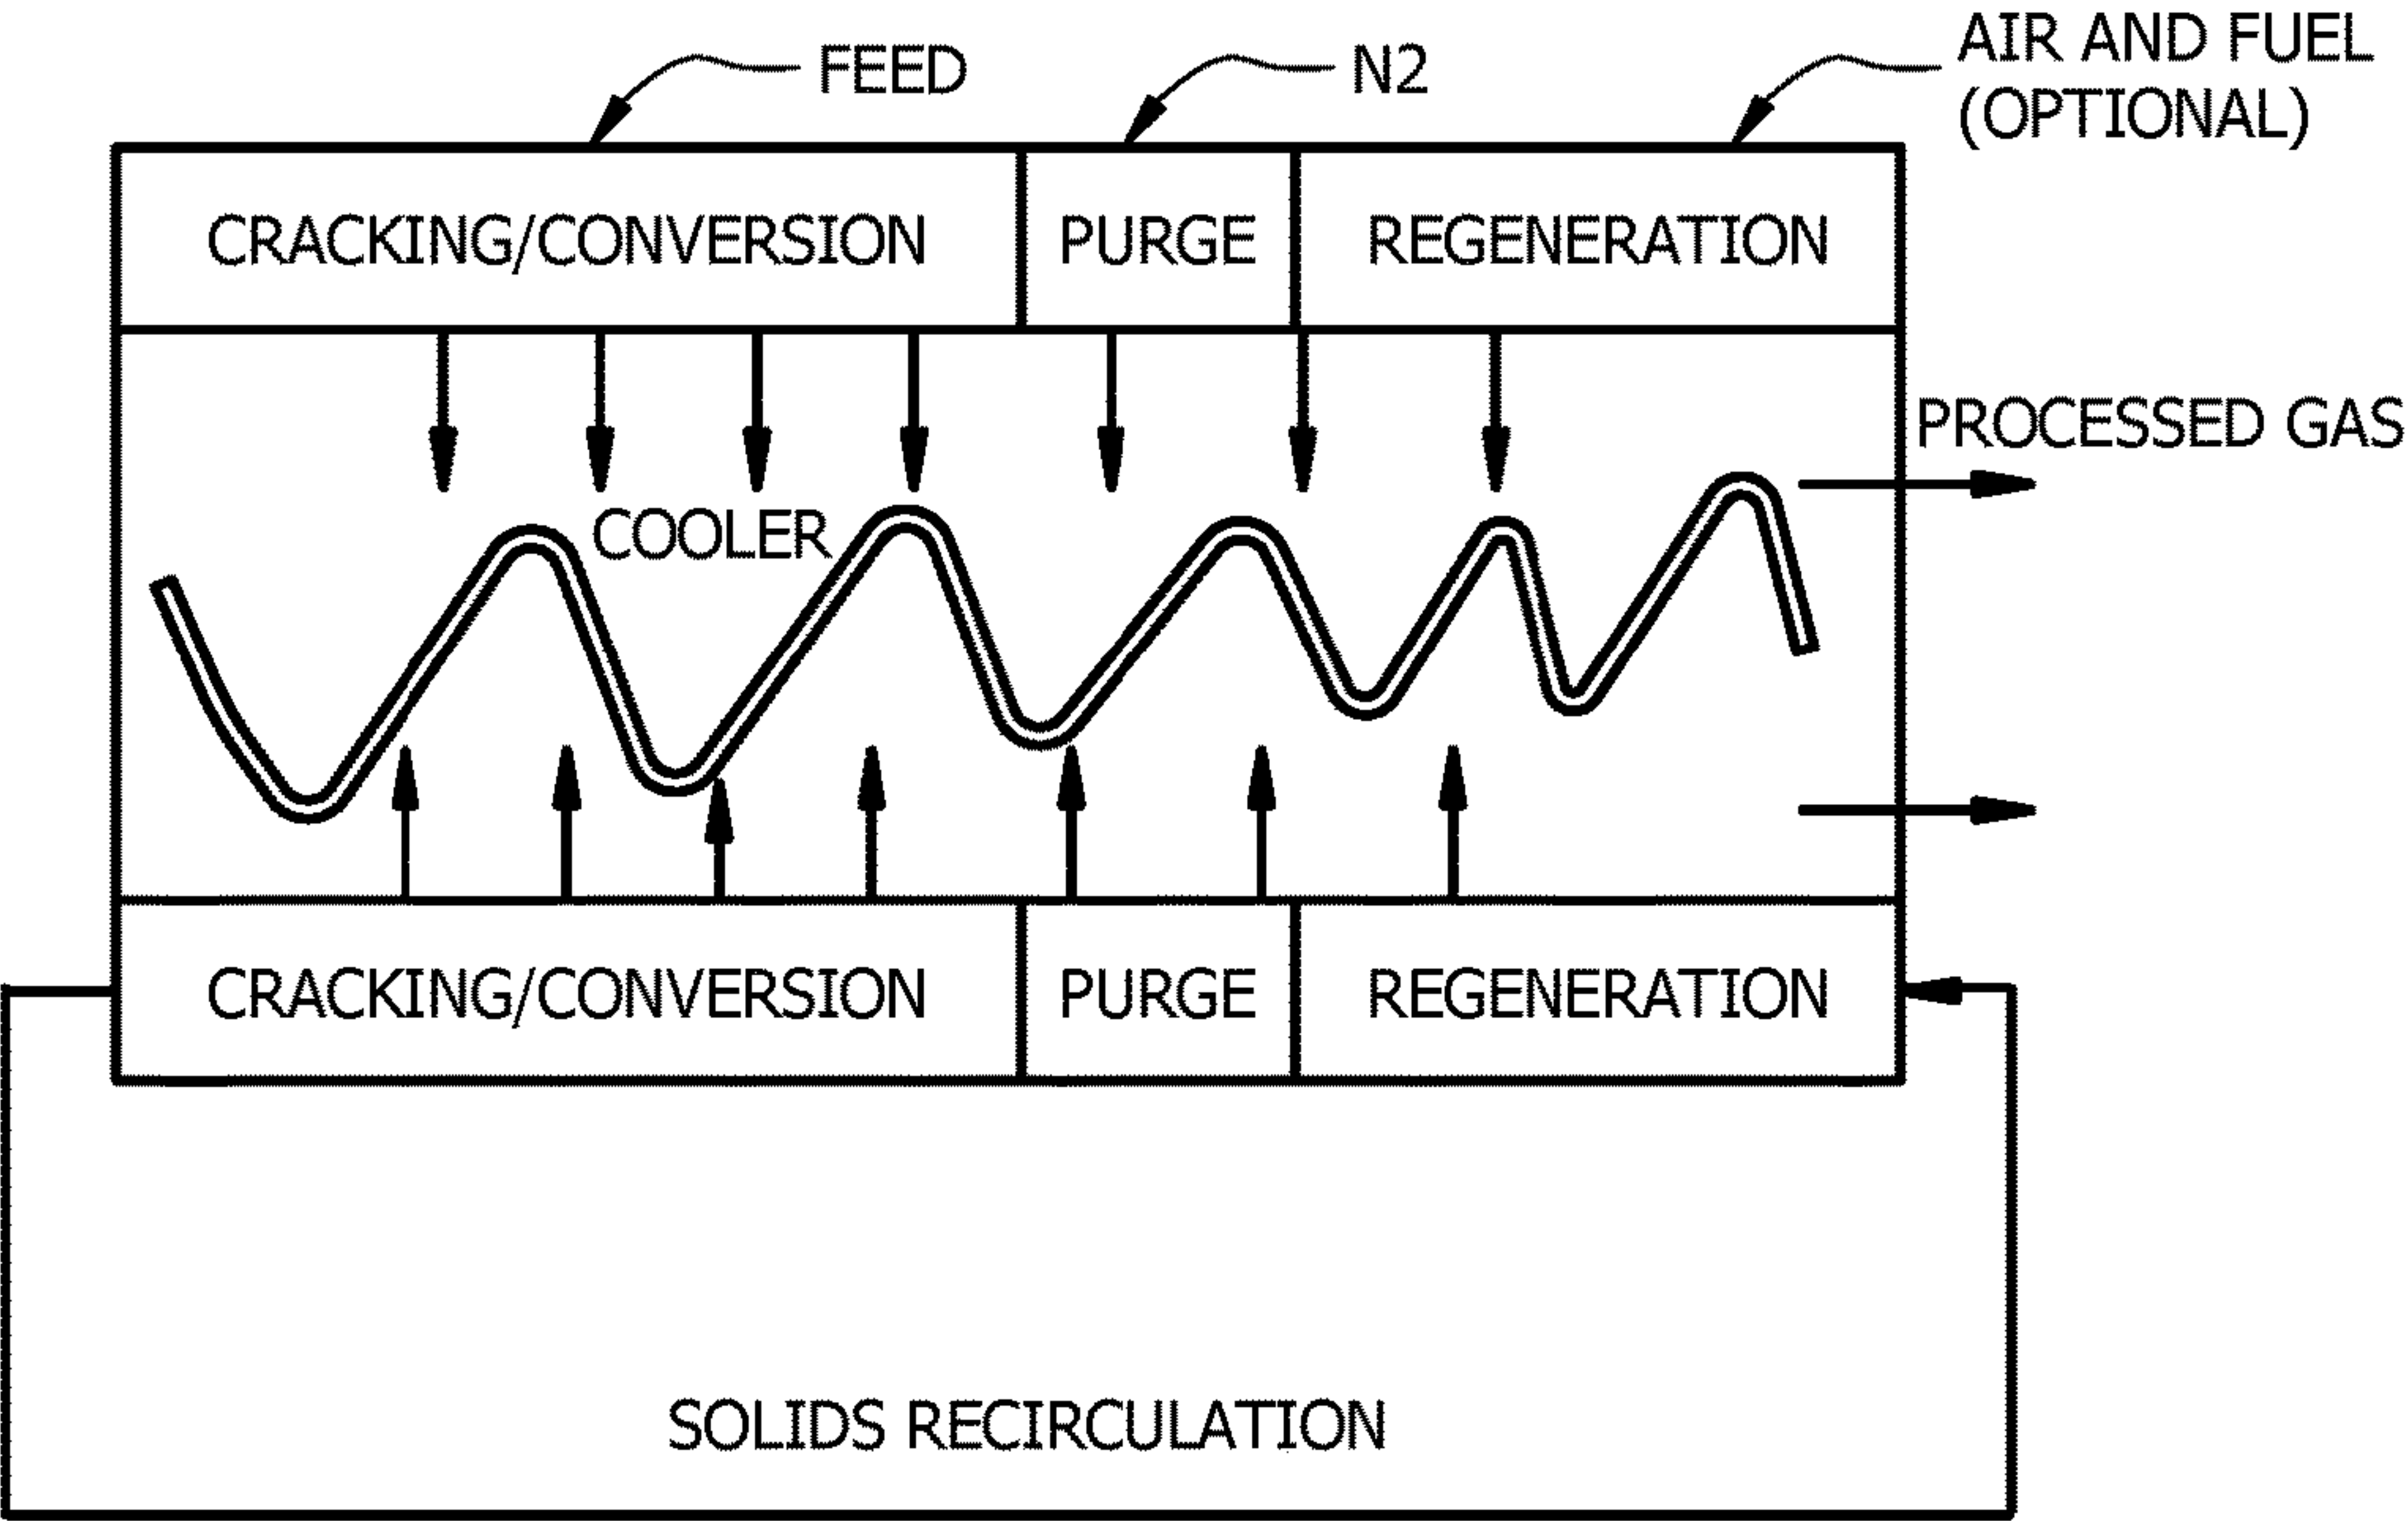 FEED
N2
AIR AND FUEL
(OPTIONAL)
CRACKING/CONVERSION
PURGE
REGENERATION
PROCESSED GAS
COOLER
CRACKING/CONVERSION
PURGE
REGENERATION
SOLIDS RECIRCULATION